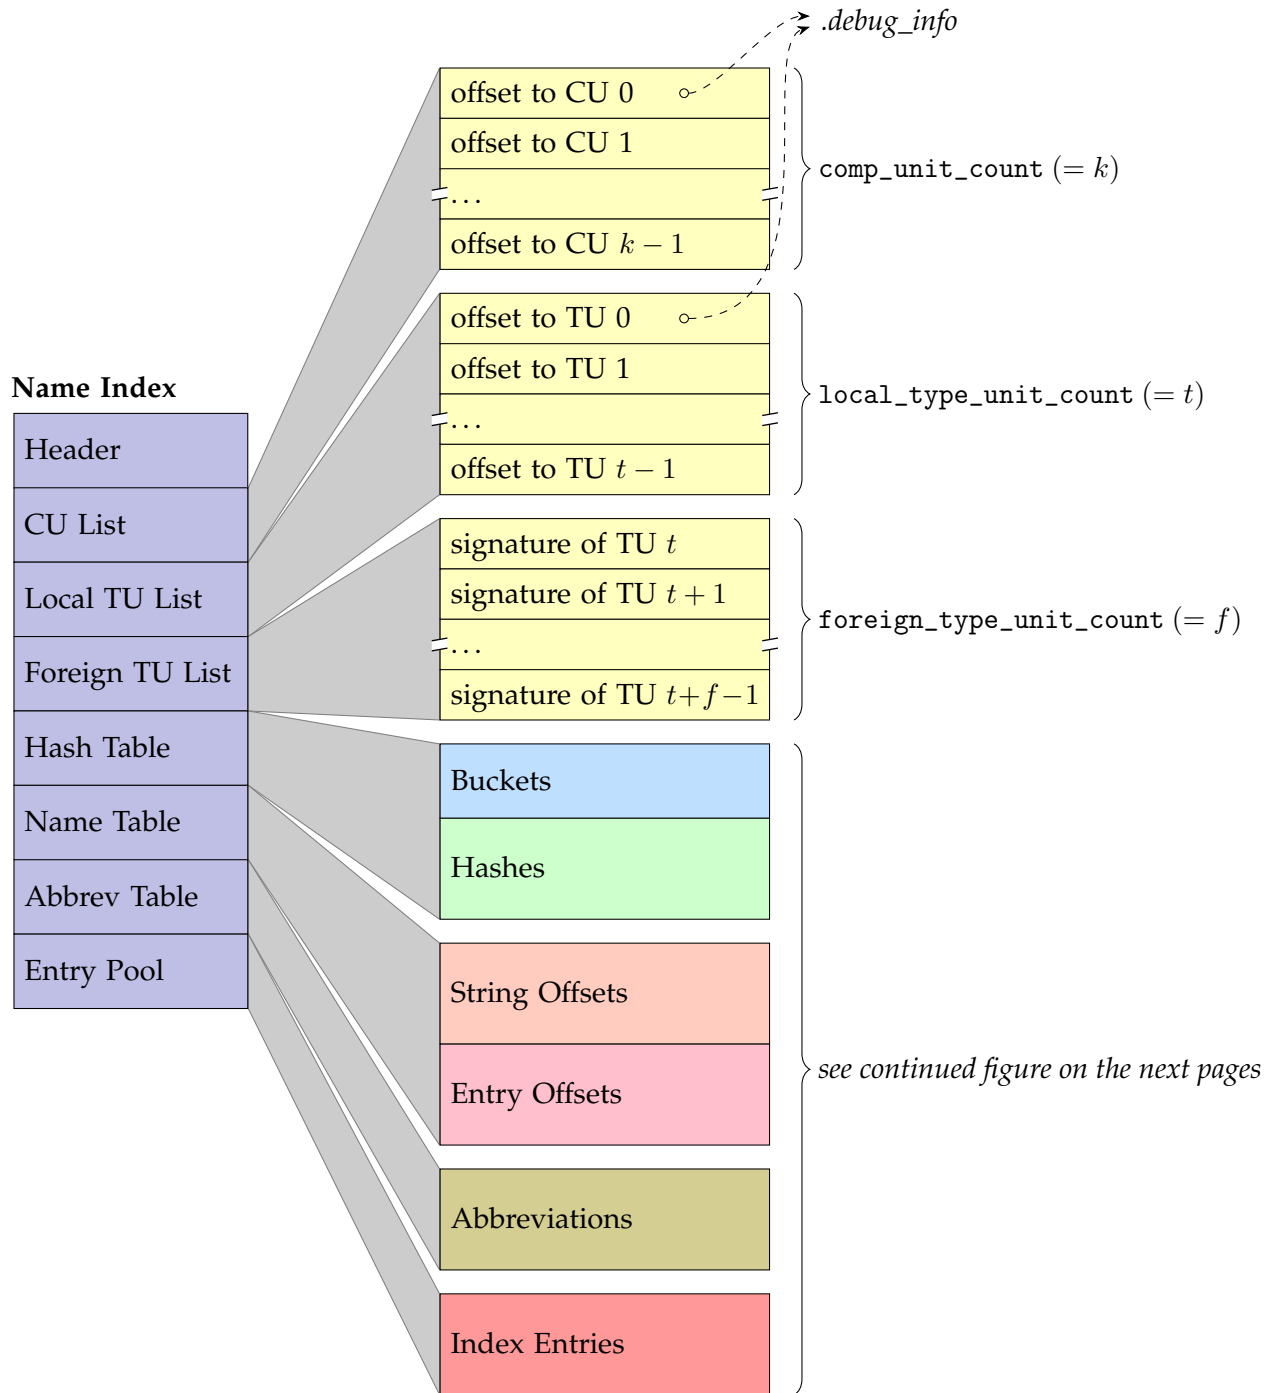 .debug_info
offset to CU 0
offset to CU 1
...
offset to CU k − 1
comp_unit_count (= k)
offset to TU 0
offset to TU 1
...
offset to TU t − 1
local_type_unit_count (= t)
Name Index
Header
CU List
Local TU List
Foreign TU List
Hash Table
Name Table
Abbrev Table
Entry Pool
signature of TU t
signature of TU t + 1
...
signature of TU t+f−1
foreign_type_unit_count (= f)
Buckets
Hashes
String Offsets
Entry Offsets
Abbreviations
Index Entries
see continued figure on the next pages